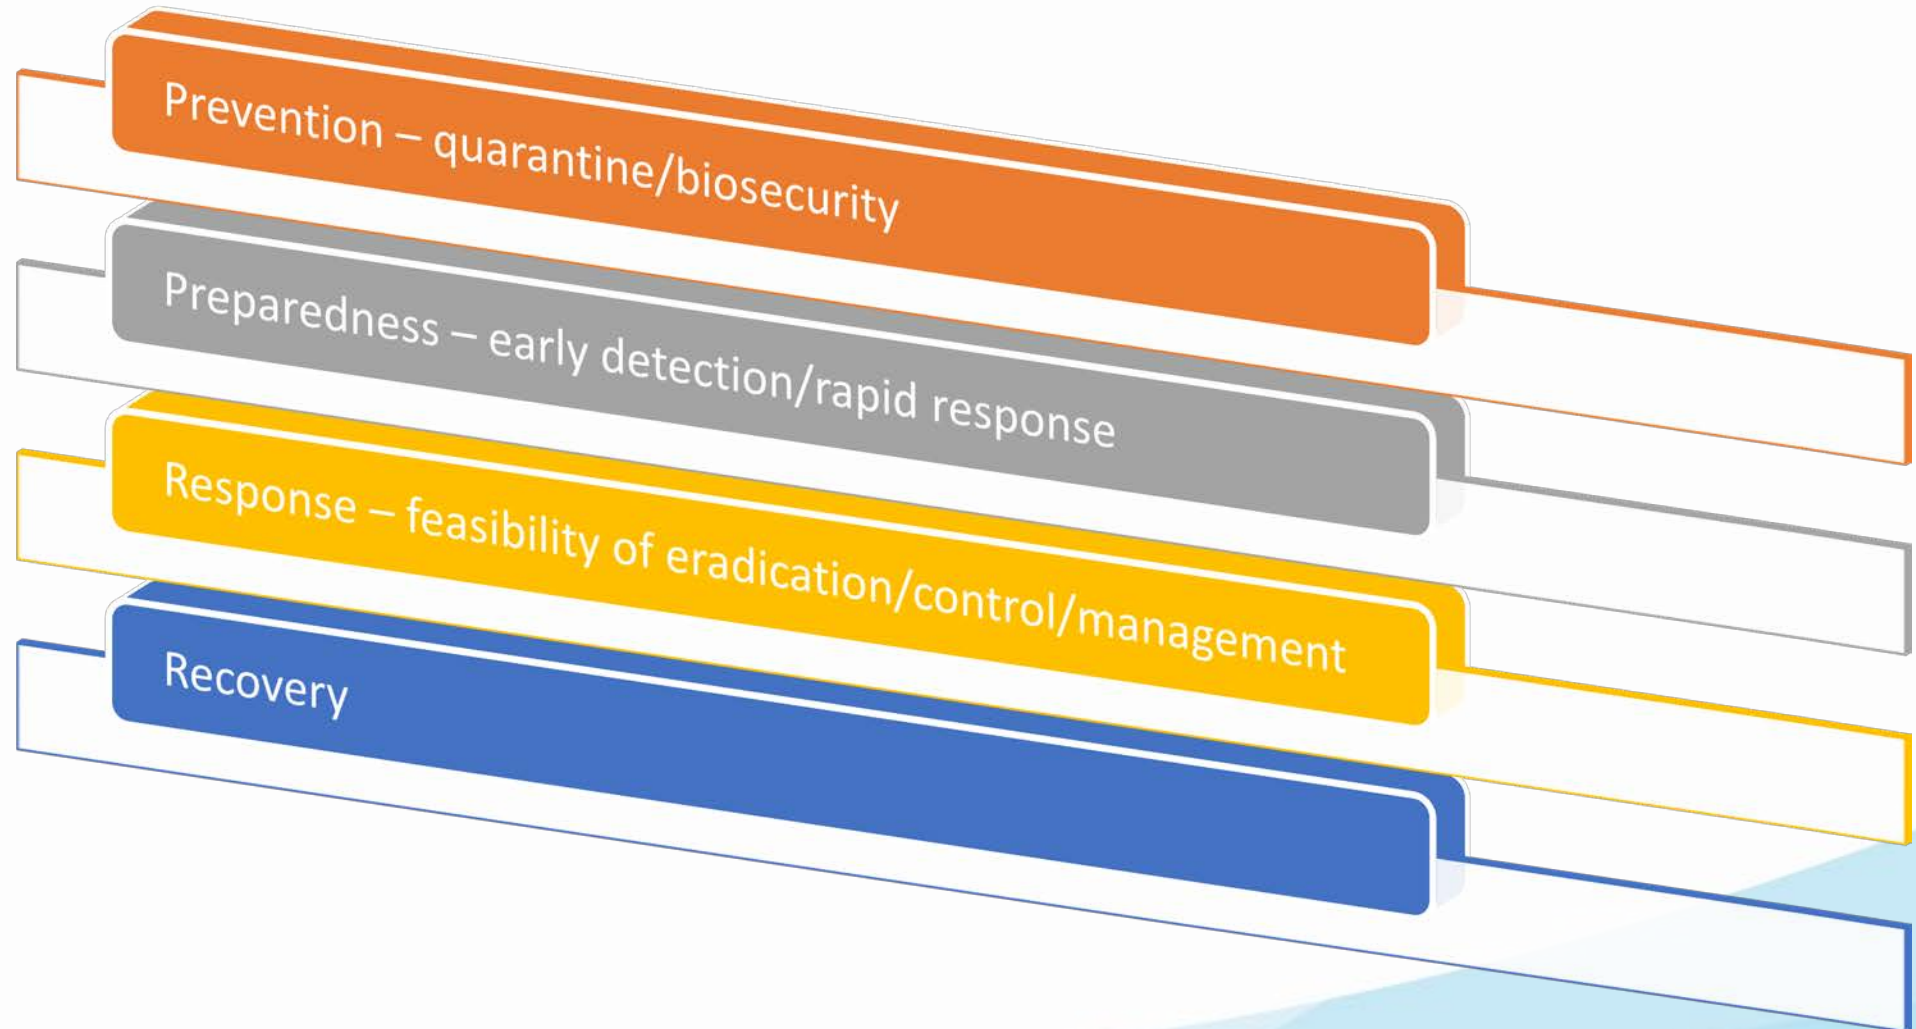 Prevention – quarantine/biosecurity
Preparedness – early detection/rapid response
Response – feasibility of eradication/control/management
Recovery